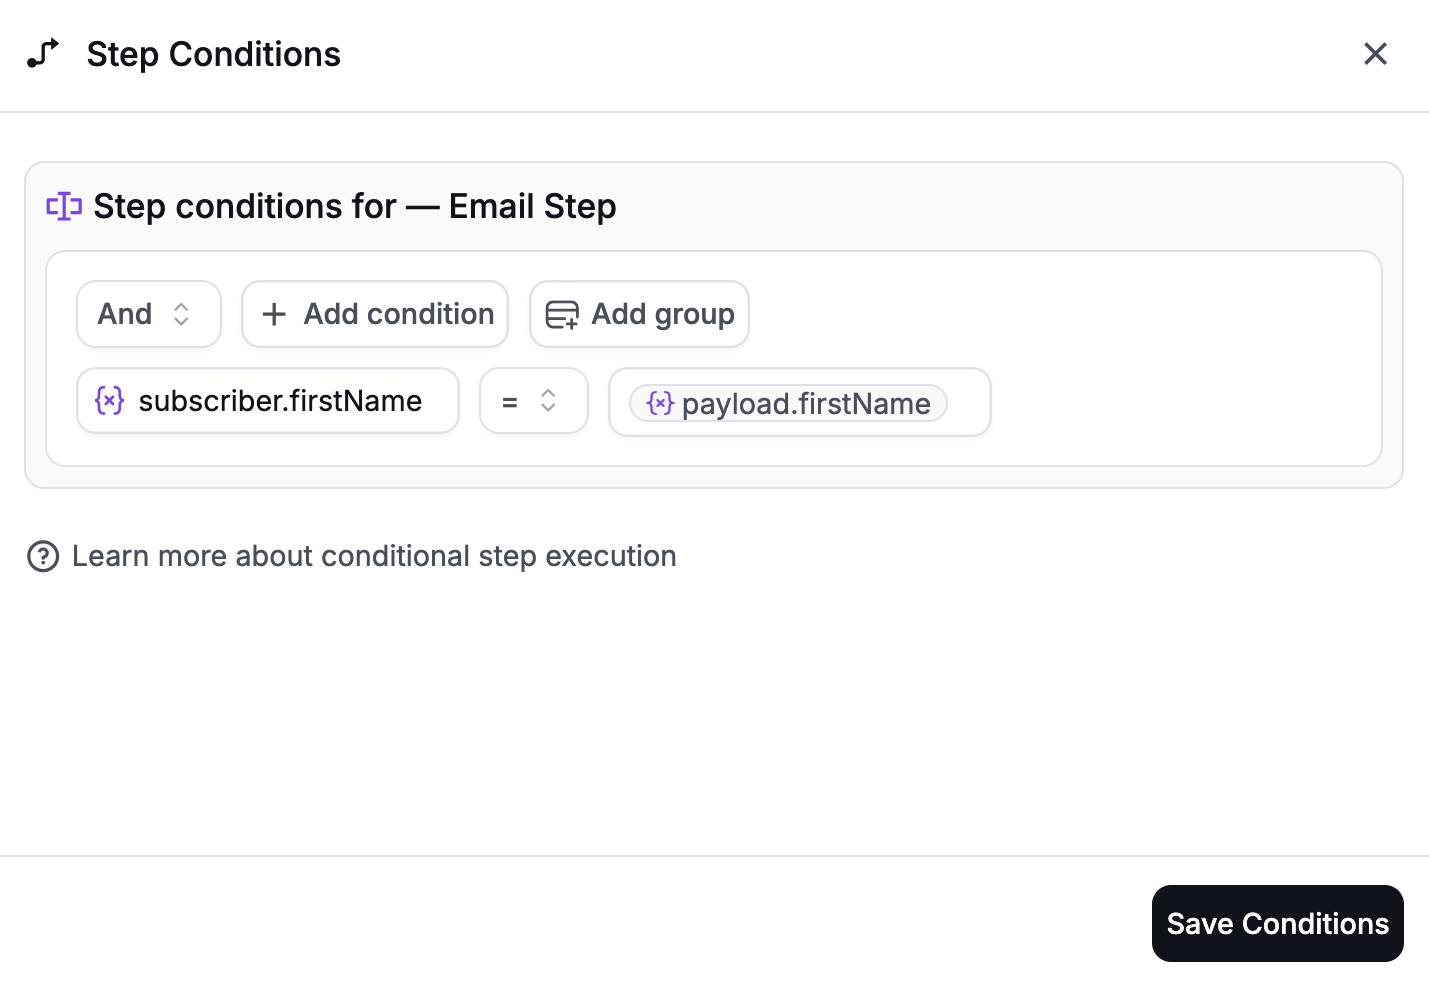 Step Conditions
Step conditions for — Email Step
And
Add condition
Add group
subscriber.firstName
=
payload.firstName
Learn more about conditional step execution
Save Conditions